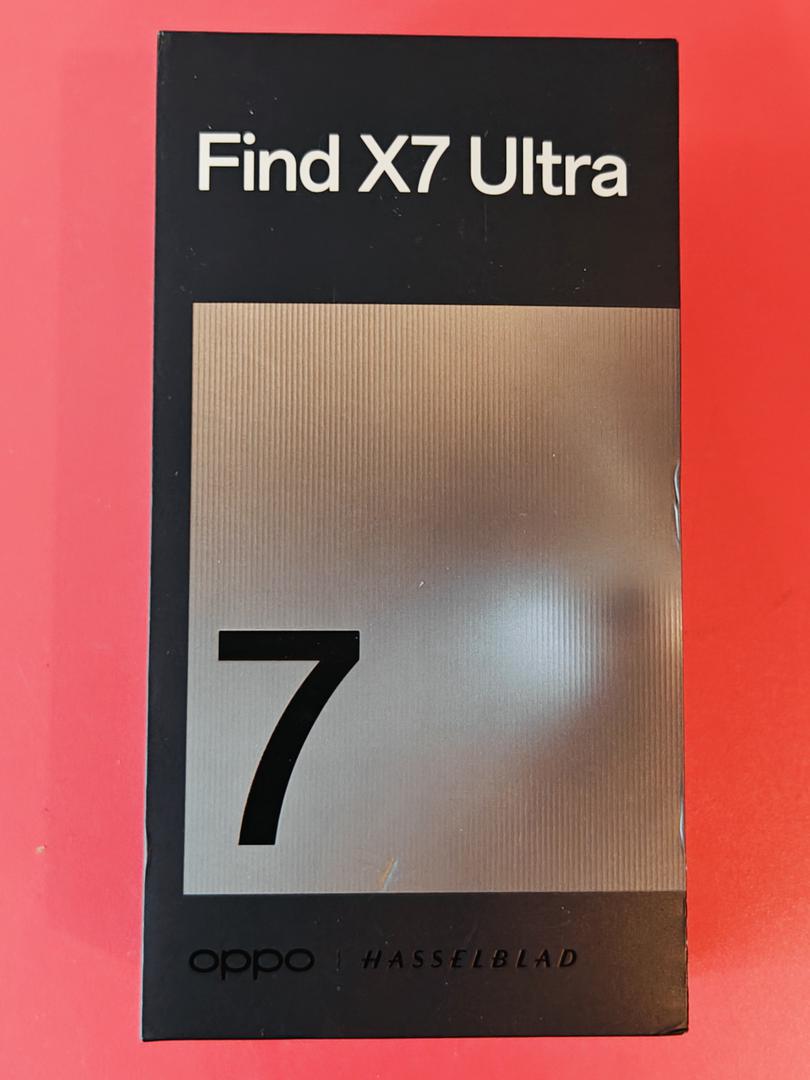 Find X7 Ultra
7
oppo | HASSELBLAD